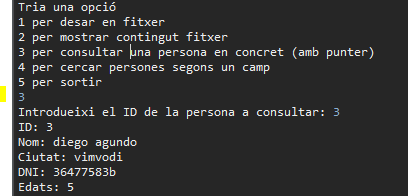 Tria una opció
1 per desar en fitxer
2 per mostrar contingut fitxer
3 per consultar una persona en concret (amb punter)
4 per cercar persones segons un camp
5 per sortir
3
Introdueixi el ID de la persona a consultar: 3
ID: 3
Nom: diego agundo
Ciutat: vimvodi
DNI: 36477583b
Edats: 5